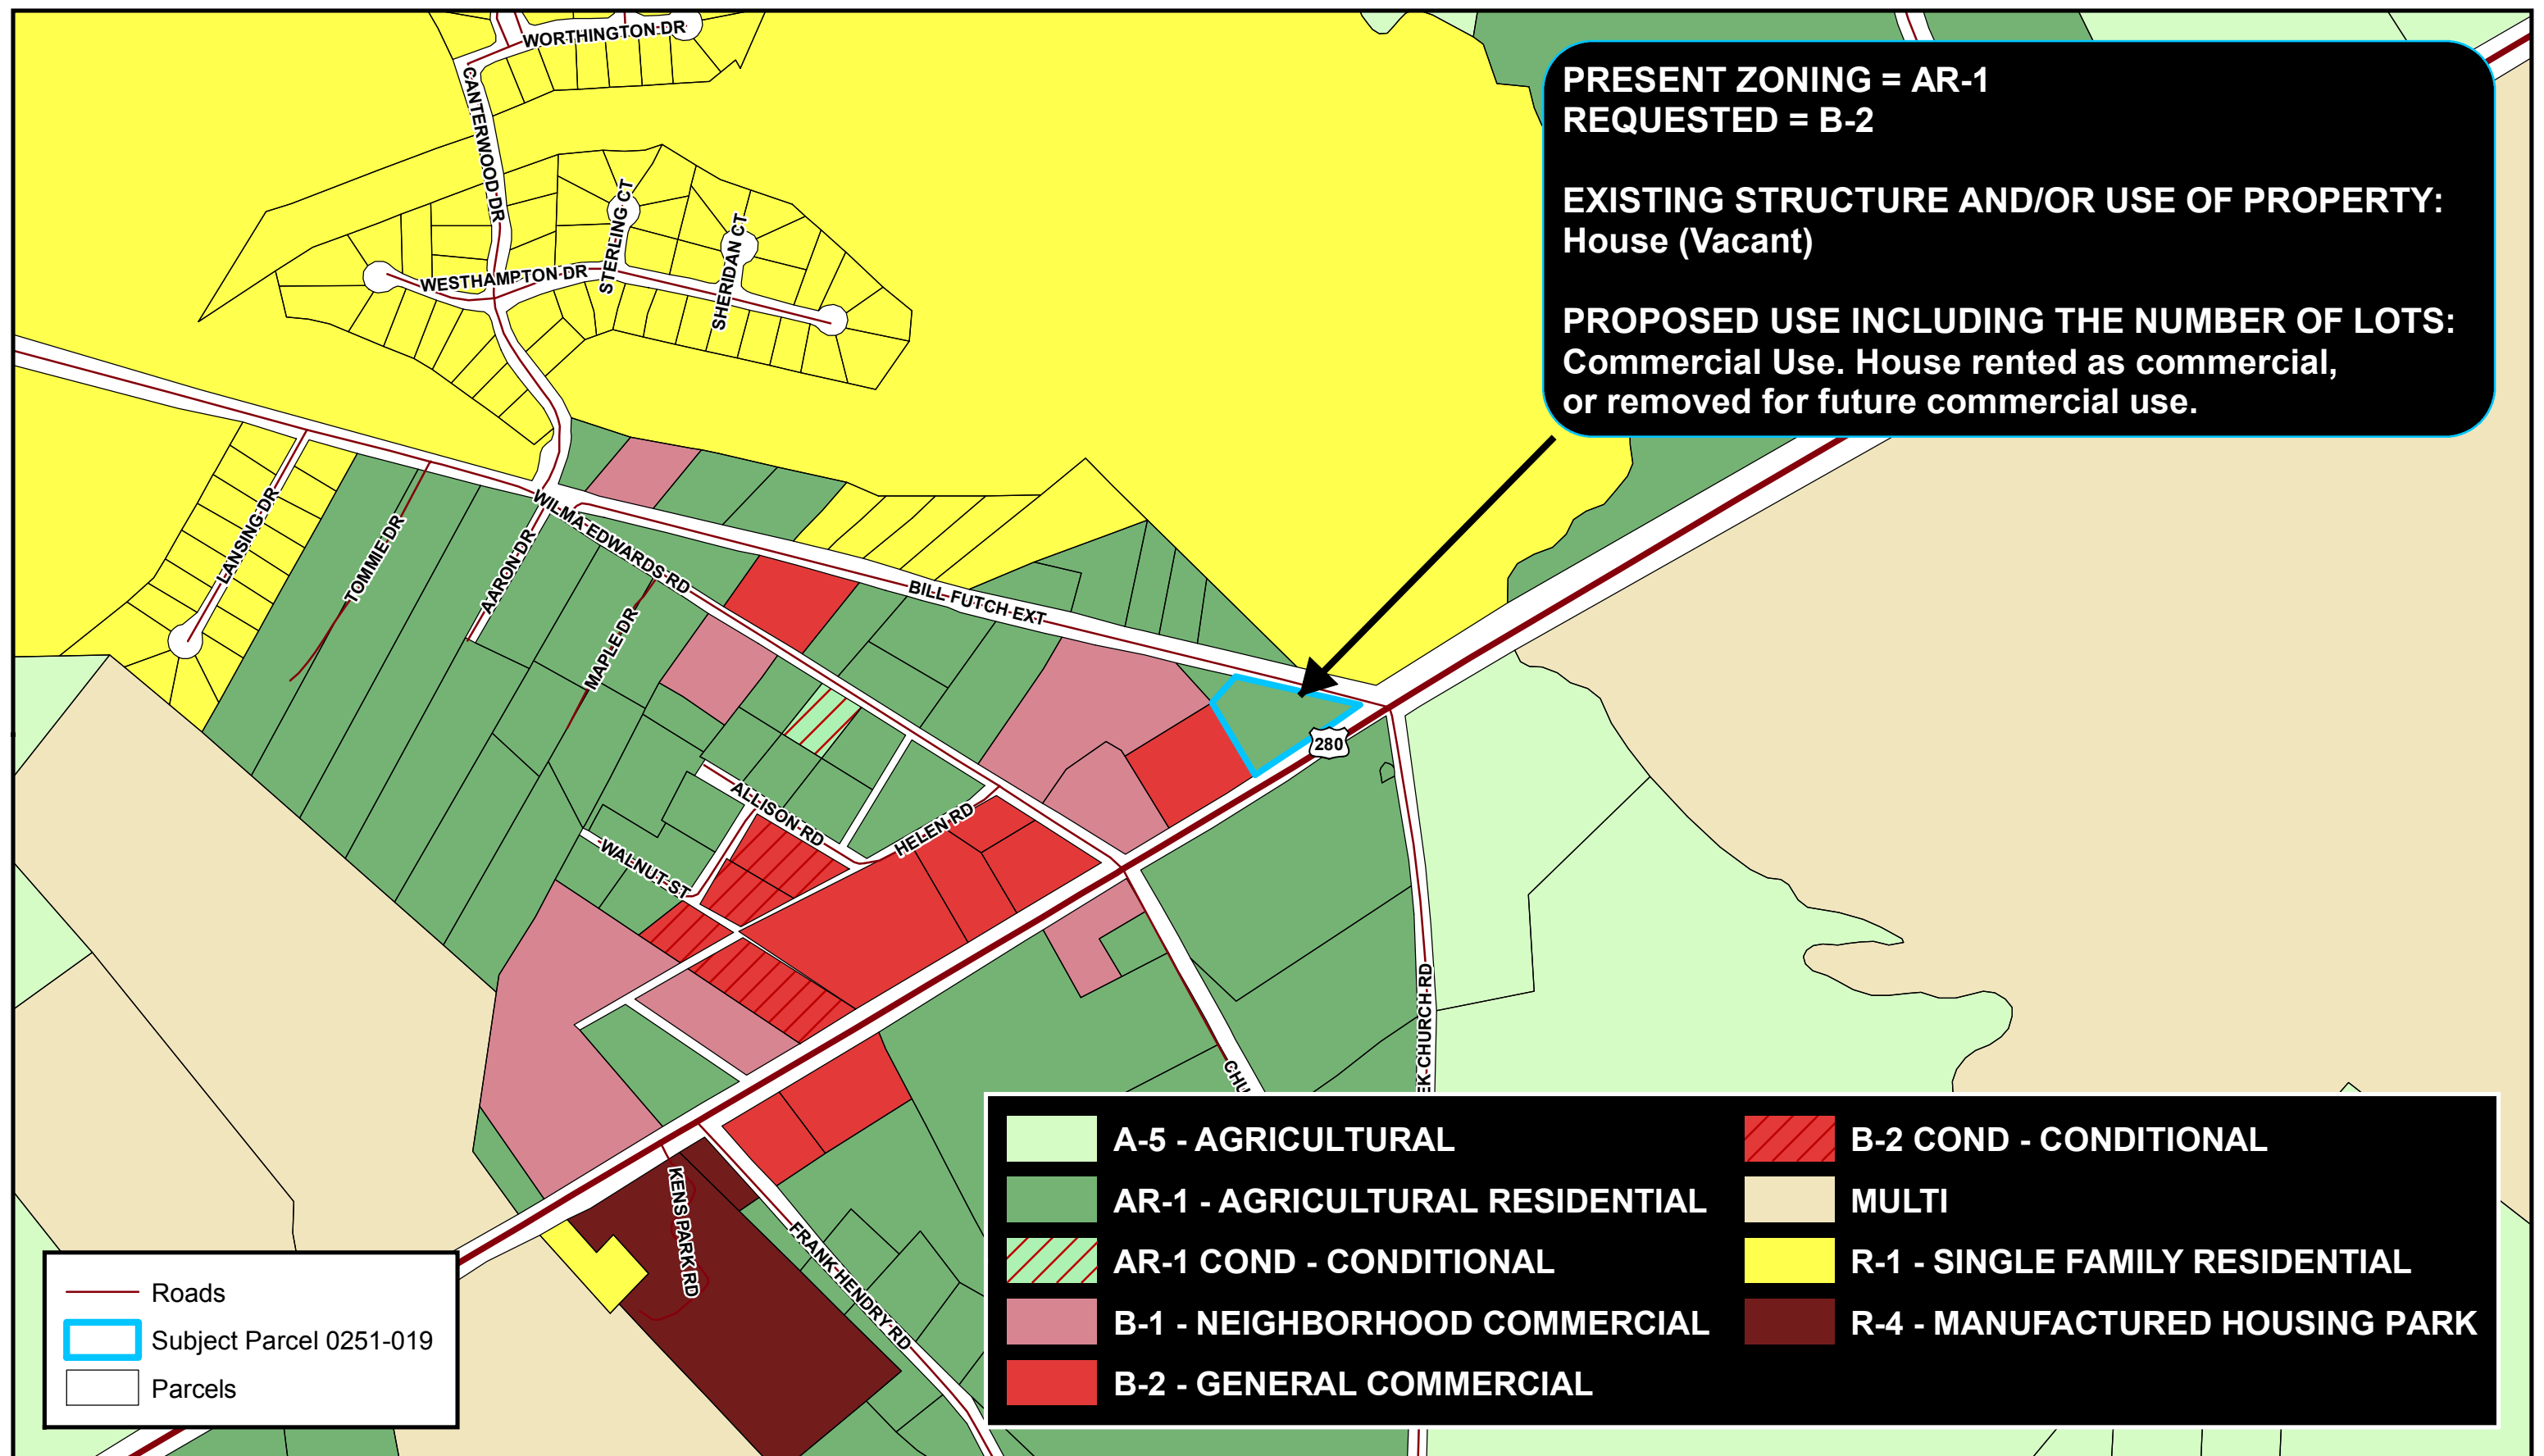 WORTHINGTON DR
CANTERWOOD DR
STERLING CT
SHERIDAN CT
WESTHAMPTON DR
PRESENT ZONING = AR-1
REQUESTED = B-2
EXISTING STRUCTURE AND/OR USE OF PROPERTY:
House (Vacant)
PROPOSED USE INCLUDING THE NUMBER OF LOTS:
Commercial Use. House rented as commercial,
or removed for future commercial use.
LANSING DR
TOMMIE DR
AARON DR
WILMA EDWARDS RD
MAPLE DR
BILL FUTCH EXT
280
ALLISON RD
HELEN RD
WALNUT ST
EK CHURCH RD
CHU
KENS PARK RD
FRANK HENDRY RD
Roads
Subject Parcel 0251-019
Parcels
A-5 - AGRICULTURAL
AR-1 - AGRICULTURAL RESIDENTIAL
AR-1 COND - CONDITIONAL
B-1 - NEIGHBORHOOD COMMERCIAL
B-2 - GENERAL COMMERCIAL
B-2 COND - CONDITIONAL
MULTI
R-1 - SINGLE FAMILY RESIDENTIAL
R-4 - MANUFACTURED HOUSING PARK